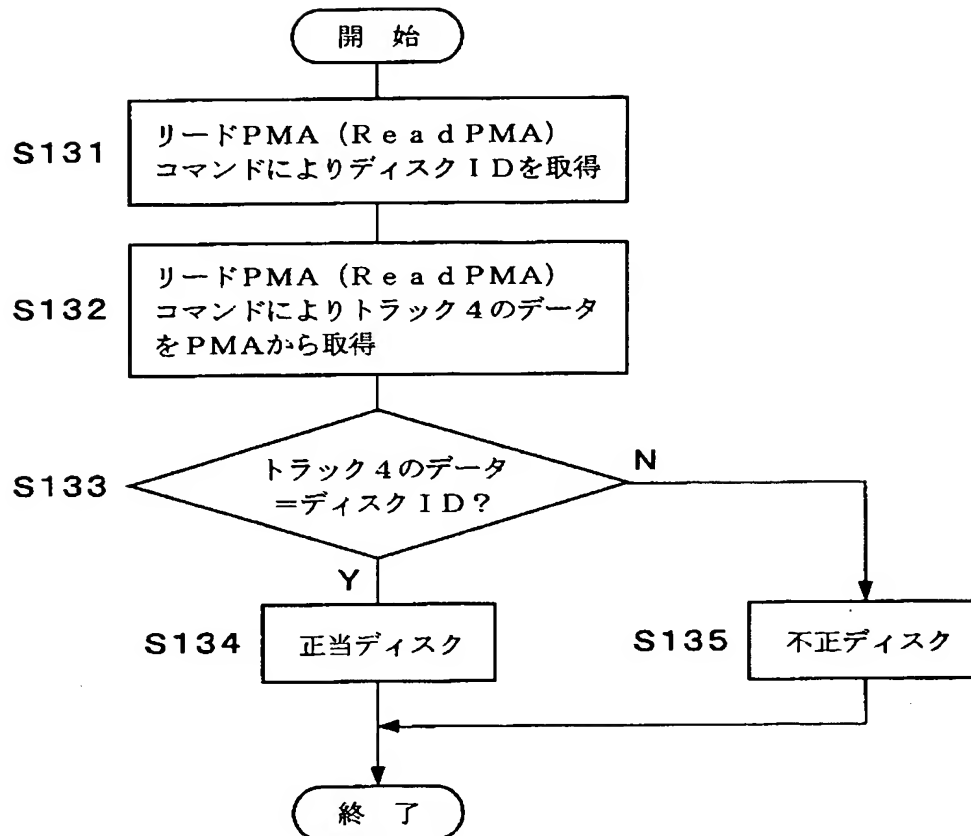 開 始
S131
リードPMA (ReadPMA)
コマンドによりディスクIDを取得
S132
リードPMA (ReadPMA)
コマンドによりトラック4のデータ
をPMAから取得
S133
トラック4のデータ
=ディスクID?
N
Y
S134
正当ディスク
S135
不正ディスク
終 了